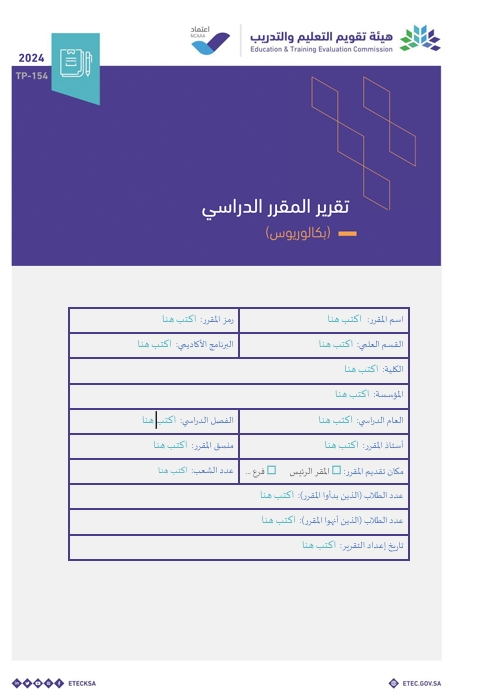 2024
TP-154
اعتماد
NCAAA
هيئة تقويم التعليم والتدريب
Education & Training Evaluation Commission
تقرير المقرر الدراسي
(بكالوريوس)
اسم المقرر: اكتب هنا
رمز المقرر: اكتب هنا
القسم العلمي: اكتب هنا
البرنامج الأكاديمي: اكتب هنا
الكلية: اكتب هنا
المؤسسة: اكتب هنا
العام الدراسي: اكتب هنا
الفصل الدراسي: اكتب هنا
أستاذ المقرر: اكتب هنا
منسق المقرر: اكتب هنا
مكان تقديم المقرر: ☐ المقر الرئيس ☐ فرع ..
عدد الشعب: اكتب هنا
عدد الطلاب (الذين بدأوا المقرر): اكتب هنا
عدد الطلاب (الذين أنهوا المقرر): اكتب هنا
تاريخ إعداد التقرير: اكتب هنا
ETECKSA
ETEC.GOV.SA